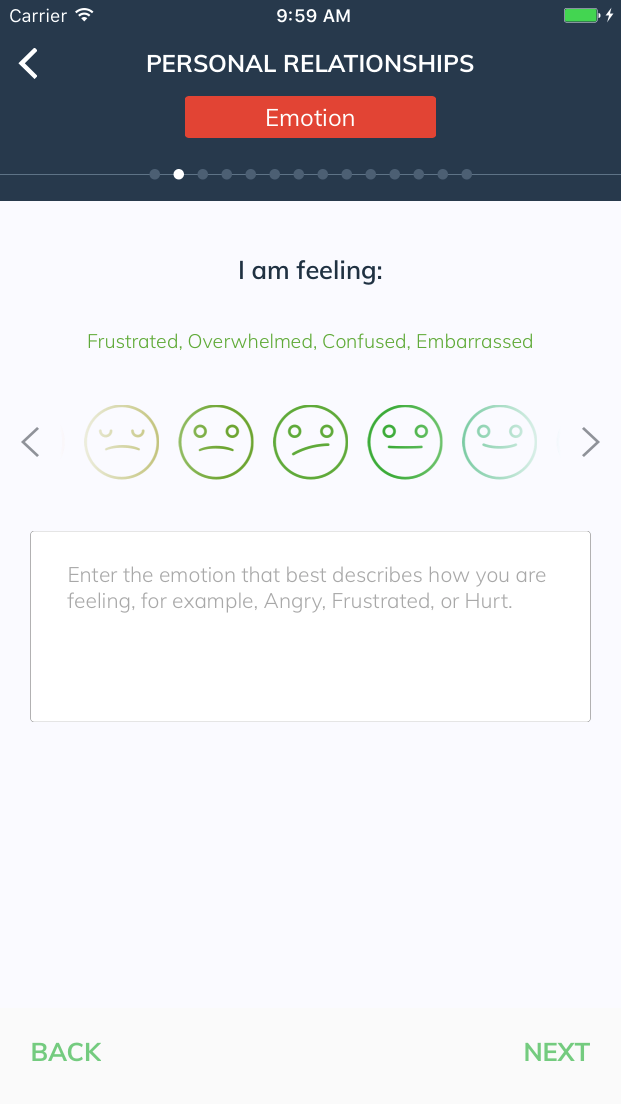 Carrier 9:59 AM
PERSONAL RELATIONSHIPS
Emotion
I am feeling:
Frustrated, Overwhelmed, Confused, Embarrassed
Enter the emotion that best describes how you are
feeling, for example, Angry, Frustrated, or Hurt.
BACK NEXT